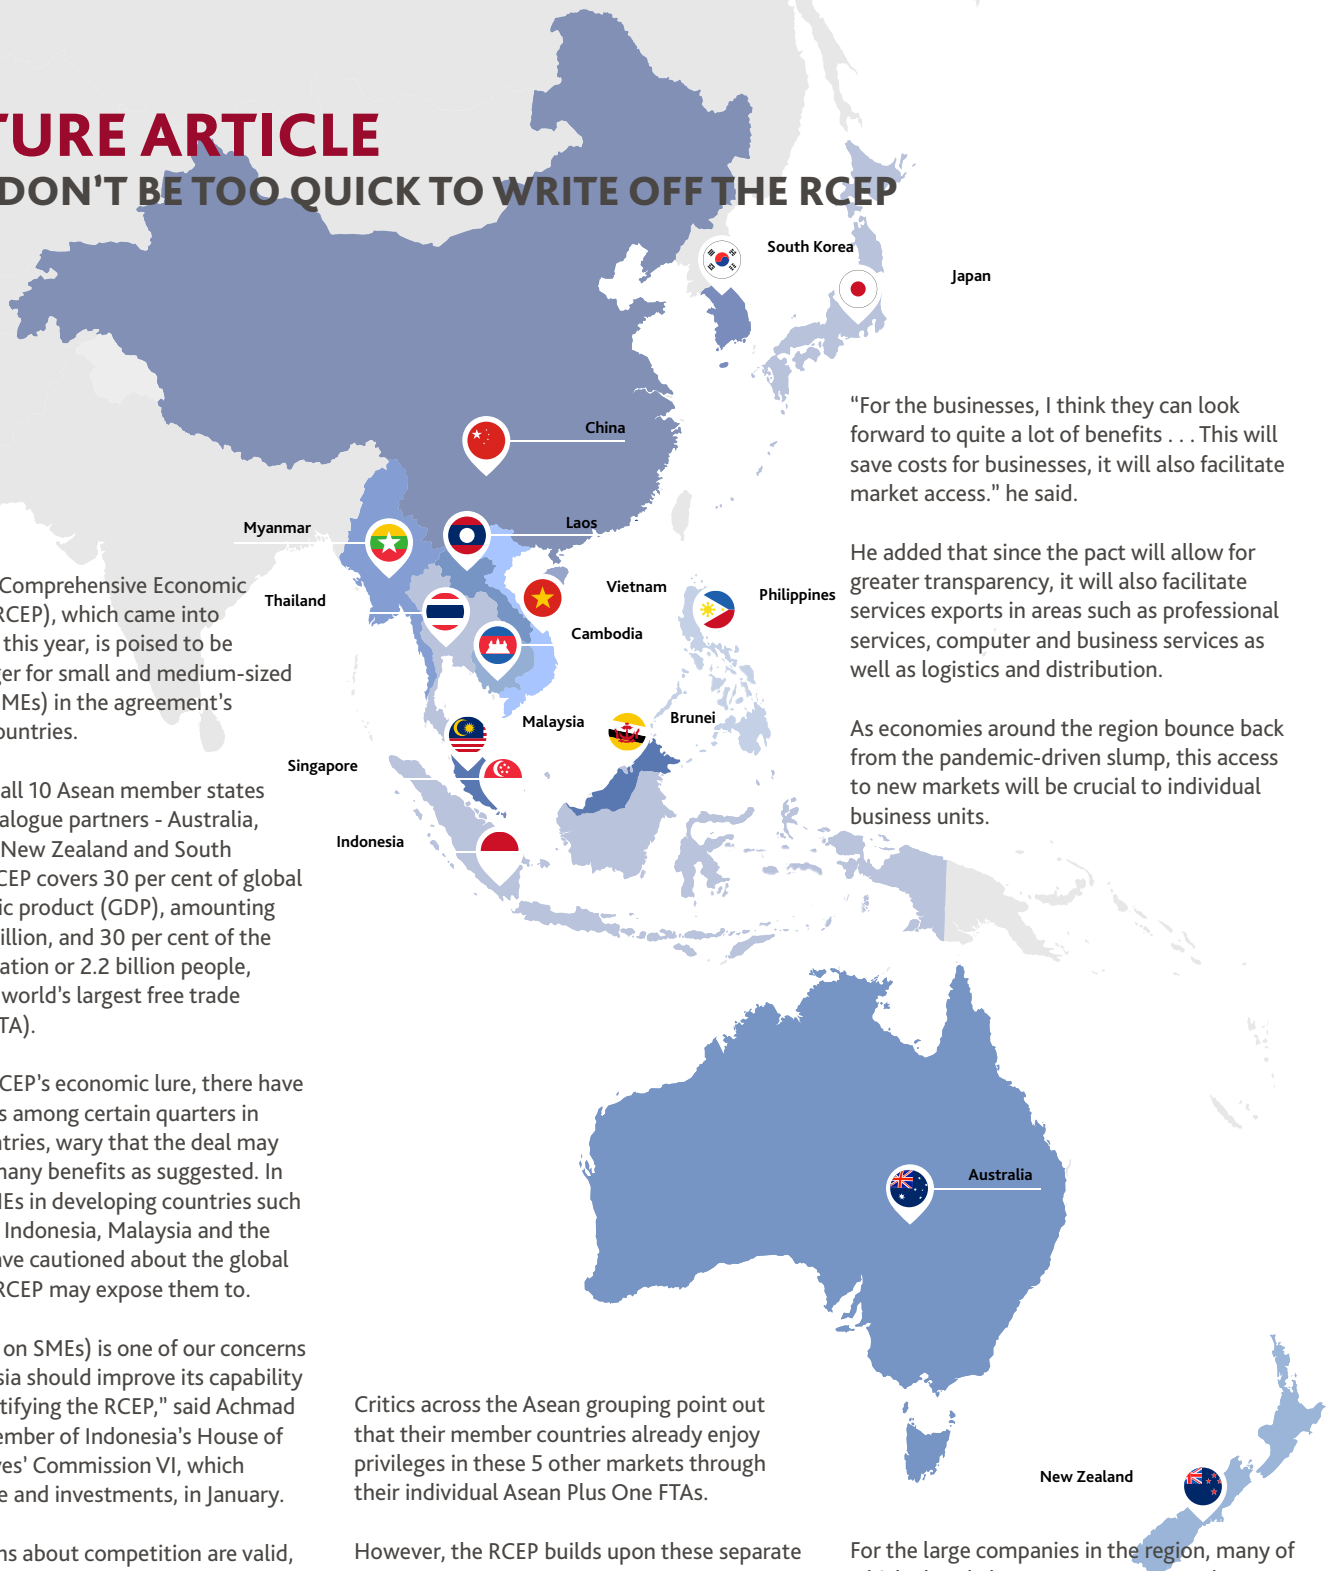 TURE ARTICLE
DON'T BE TOO QUICK TO WRITE OFF THE RCEP
South Korea
Japan
China
Myanmar
Laos
Thailand
Vietnam
Philippines
Cambodia
Malaysia
Brunei
Singapore
Indonesia
Australia
New Zealand
Comprehensive Economic
RCEP), which came into
this year, is poised to be
ger for small and medium-sized
SMEs) in the agreement's
ountries.
all 10 Asean member states
alogue partners - Australia,
New Zealand and South
CEP covers 30 per cent of global
ic product (GDP), amounting
illion, and 30 per cent of the
ation or 2.2 billion people,
world's largest free trade
TA).
CEP's economic lure, there have
s among certain quarters in
ntries, wary that the deal may
many benefits as suggested. In
MEs in developing countries such
Indonesia, Malaysia and the
ave cautioned about the global
RCEP may expose them to.
on SMEs) is one of our concerns
sia should improve its capability
tifying the RCEP," said Achmad
ember of Indonesia's House of
ves' Commission VI, which
e and investments, in January.
ns about competition are valid,
Critics across the Asean grouping point out
that their member countries already enjoy
privileges in these 5 other markets through
their individual Asean Plus One FTAs.
However, the RCEP builds upon these separate
“For the businesses, I think they can look
forward to quite a lot of benefits . . . This will
save costs for businesses, it will also facilitate
market access.” he said.
He added that since the pact will allow for
greater transparency, it will also facilitate
services exports in areas such as professional
services, computer and business services as
well as logistics and distribution.
As economies around the region bounce back
from the pandemic-driven slump, this access
to new markets will be crucial to individual
business units.
For the large companies in the region, many of